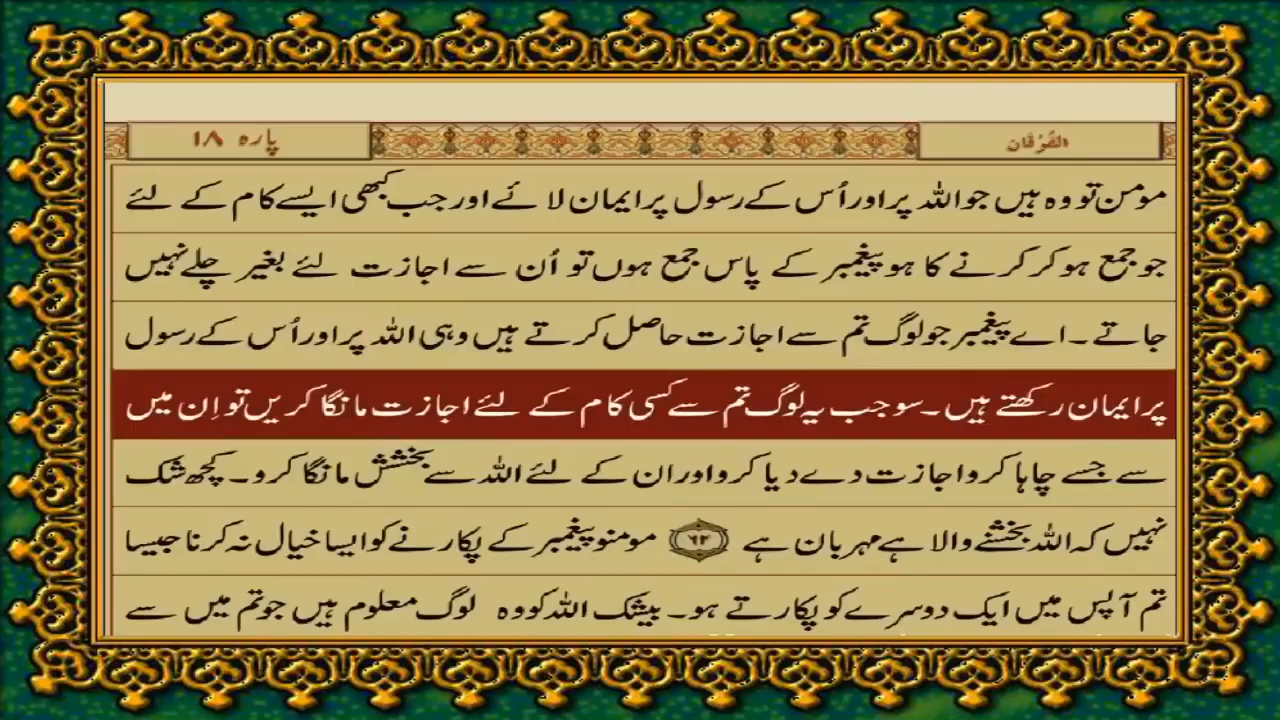 الفُرْقَان
پارہ ۱۸
مومن تو وہ ہیں جو اللہ پر اور اُس کے رسول پر ایمان لائے اور جب کبھی ایسے کام کے لئے
جو جمع ہو کر کرنے کا ہو پیغمبر کے پاس جمع ہوں تو اُن سے اجازت لئے بغیر چلے نہیں
جاتے۔ اے پیغمبر جو لوگ تم سے اجازت حاصل کرتے ہیں وہی اللہ پر اور اُس کے رسول
پر ایمان رکھتے ہیں۔ سو جب یہ لوگ تم سے کسی کام کے لئے اجازت مانگا کریں تو اِن میں
سے جسے چاہا کرو اجازت دے دیا کرو اور ان کے لئے اللہ سے بخشش مانگا کرو۔ کچھ شک
نہیں کہ اللہ بخشنے والا ہے مہربان ہے ۶۲ مومنو پیغمبر کے پکارنے کو ایسا خیال نہ کرنا جیسا
تم آپس میں ایک دوسرے کو پکارتے ہو۔ بیشک اللہ کو وہ لوگ معلوم ہیں جو تم میں سے